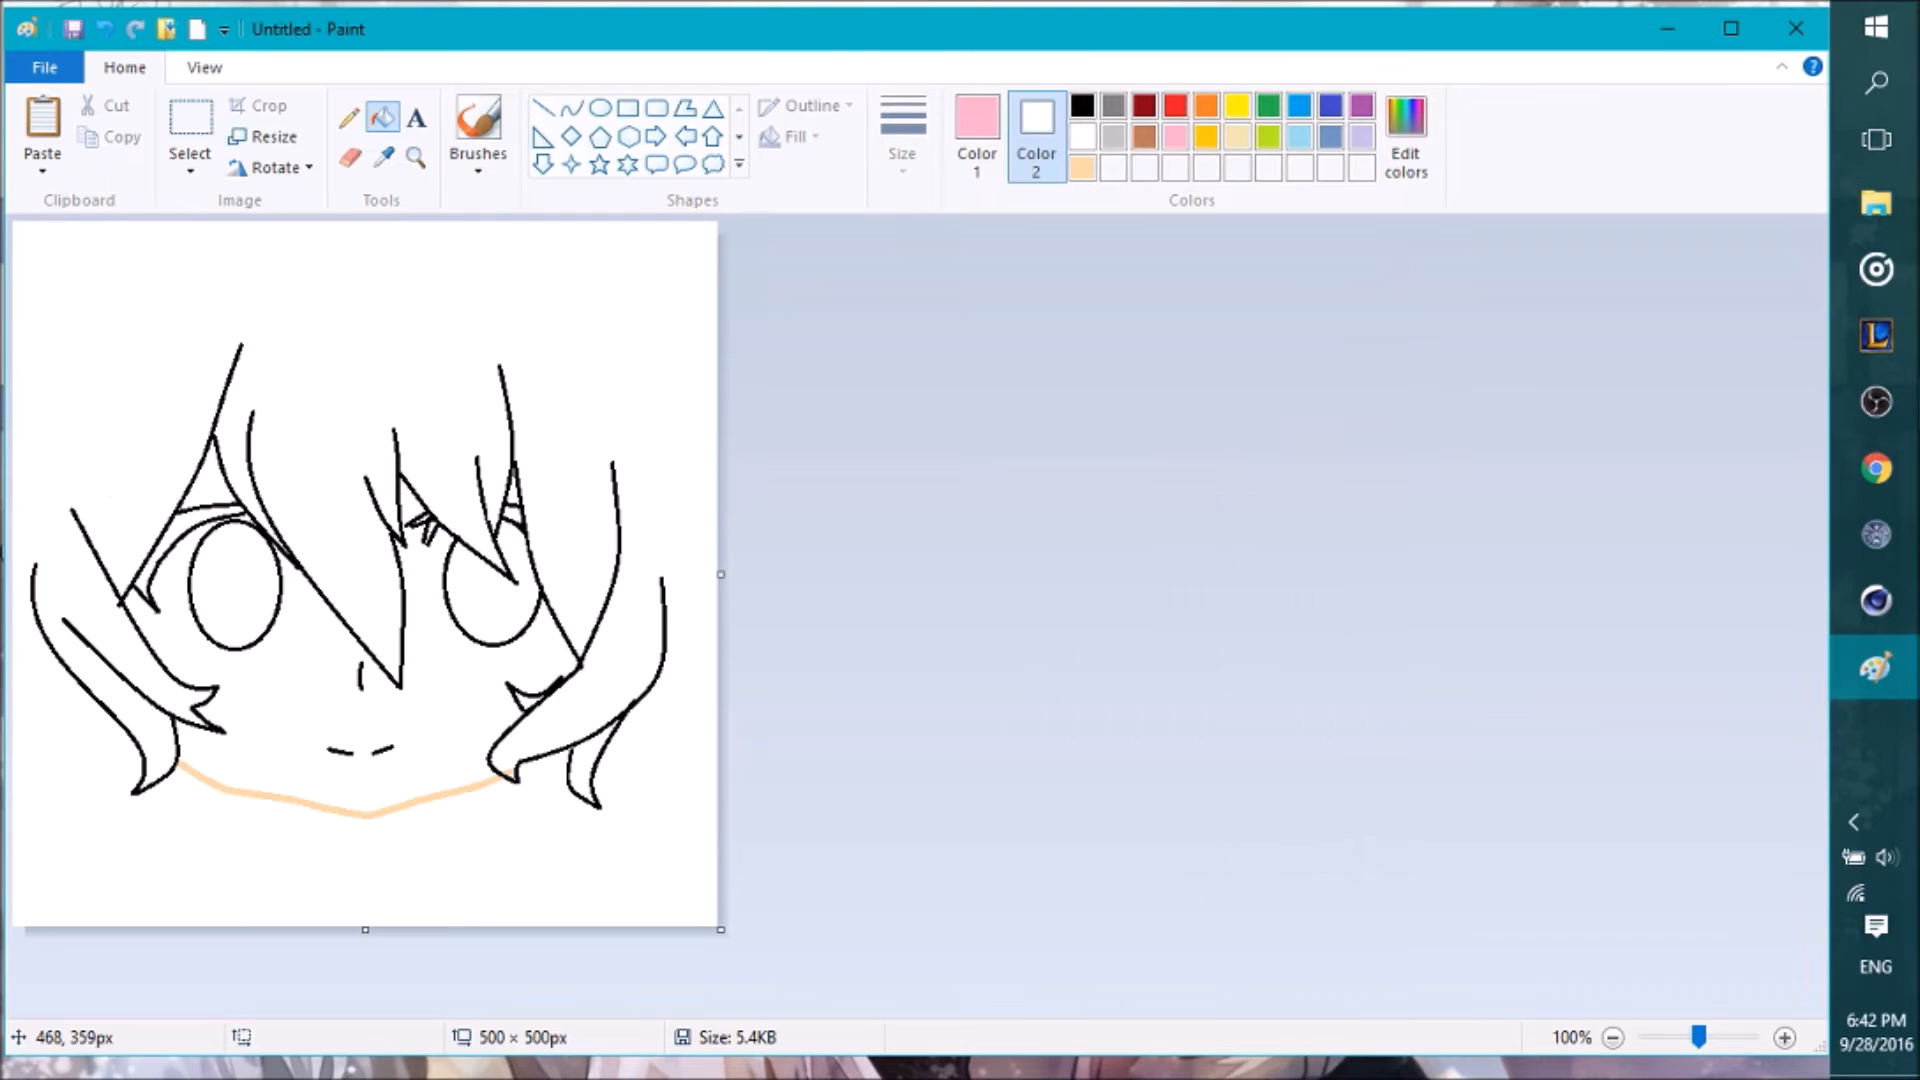 Untitled - Paint
File Home View
Paste
Cut
Copy
Clipboard
Select
Crop
Resize
Rotate
Image
A
Tools
Brushes
Shapes
Outline
Fill
Size
Color
1
Color
2
Edit
colors
Colors
468, 359px
500 × 500px
Size: 5.4KB
100%
L
ENG
6:42 PM
9/28/2016